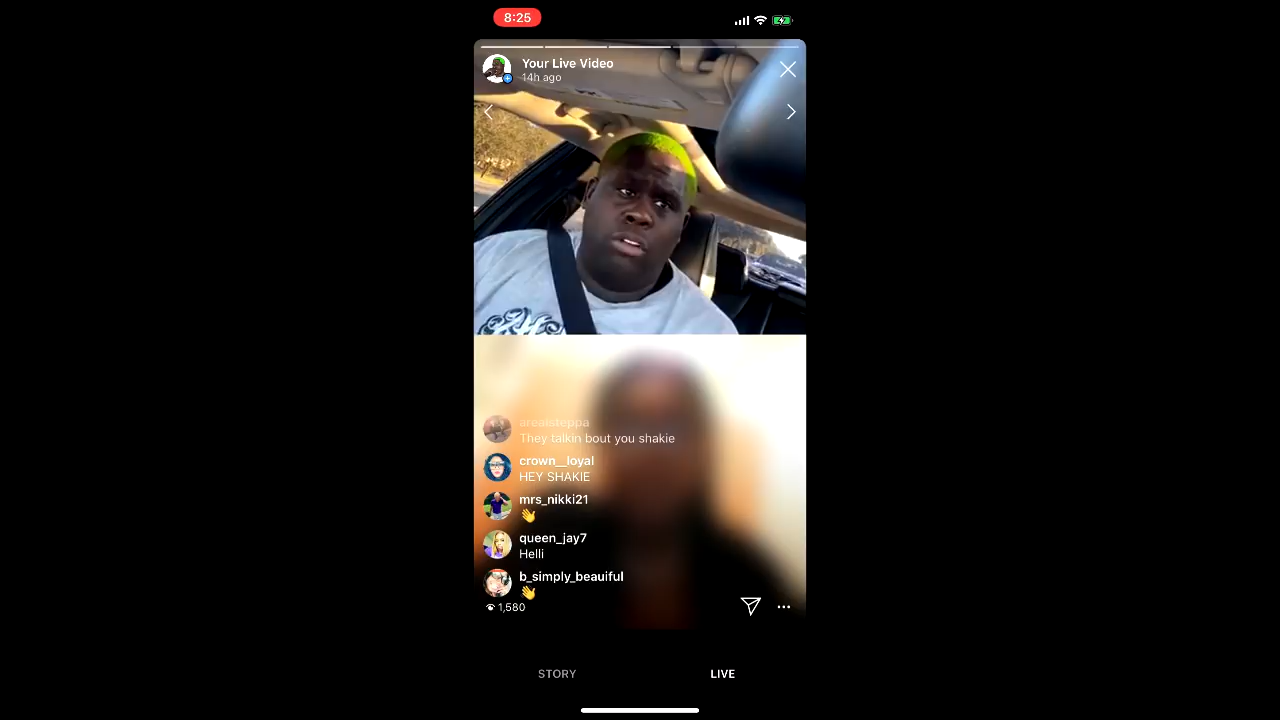 8:25
Your Live Video
14h ago
arealsteppa
They talkin bout you shakie
crown__loyal
HEY SHAKIE
mrs_nikki21
👋
queen_jay7
Helli
b_simply_beauiful
👋
1,580
STORY
LIVE